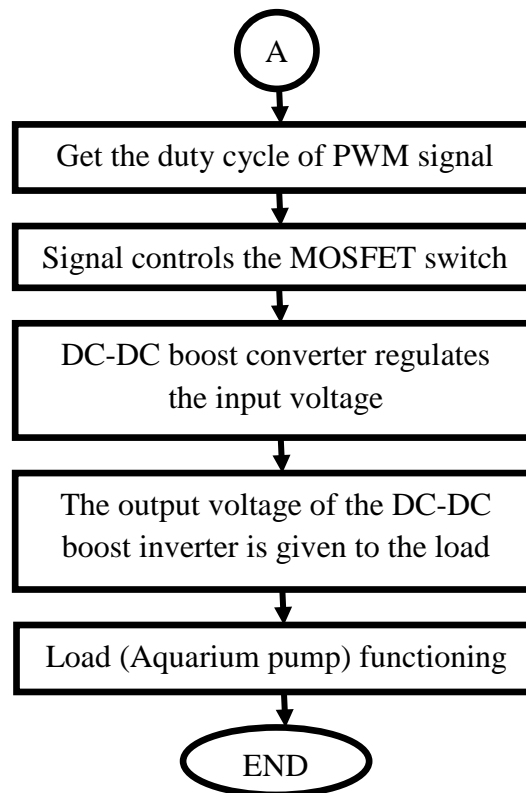 A
Get the duty cycle of PWM signal
Signal controls the MOSFET switch
DC-DC boost converter regulates
the input voltage
The output voltage of the DC-DC
boost inverter is given to the load
Load (Aquarium pump) functioning
END